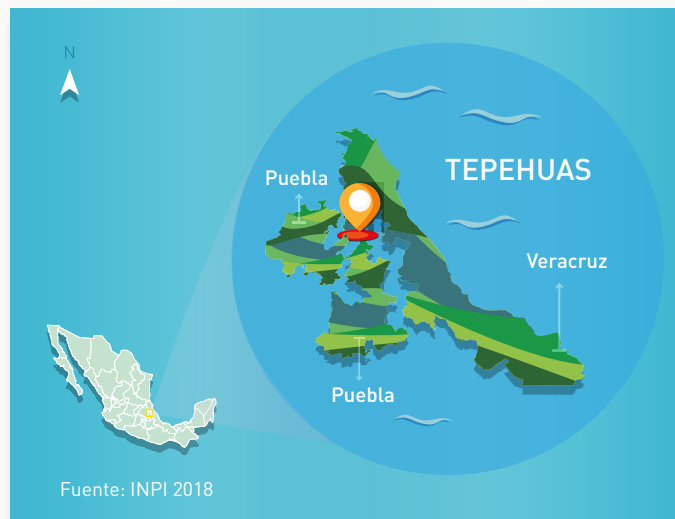 N
TEPEHUAS
Puebla
Veracruz
Puebla
Fuente: INPI 2018